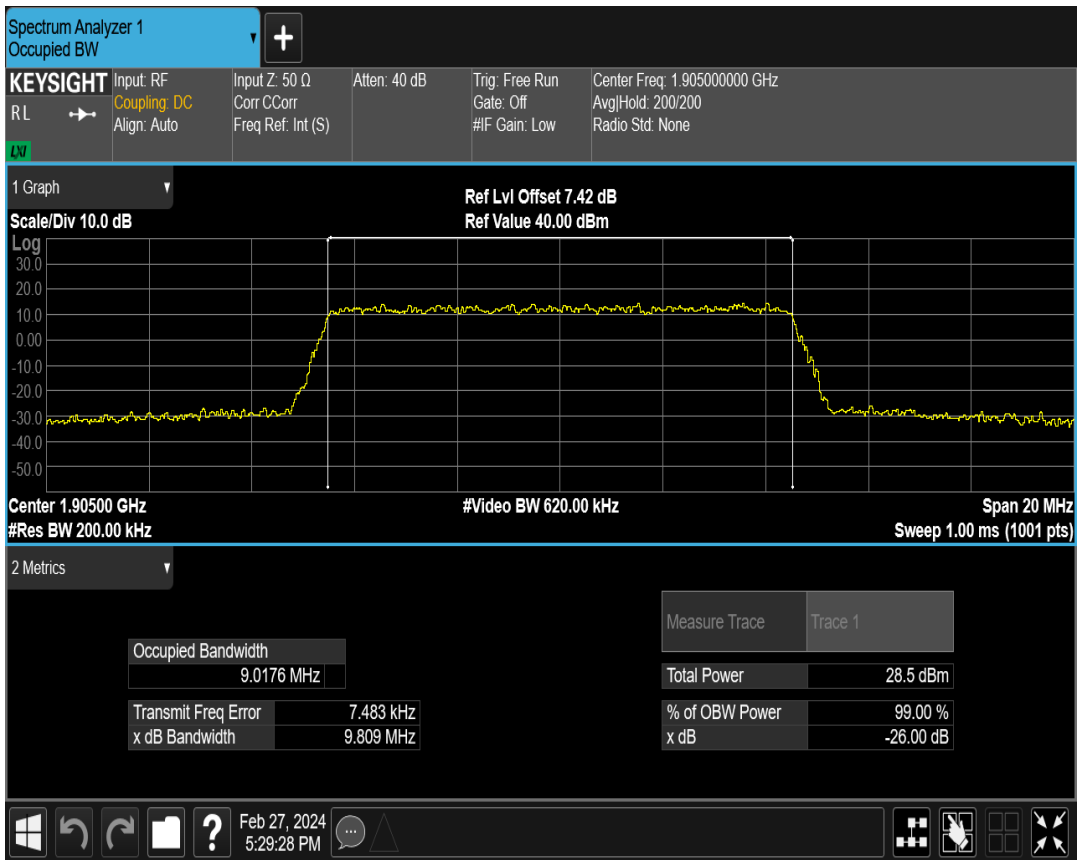 Spectrum Analyzer 1
Occupied BW
KEYSIGHT
RL
LXI
Input: RF
Coupling: DC
Align: Auto
Input Z: 50 Ω
Corr CCorr
Freq Ref: Int (S)
Atten: 40 dB
Trig: Free Run
Gate: Off
#IF Gain: Low
Center Freq: 1.905000000 GHz
Avg|Hold: 200/200
Radio Std: None
1 Graph
Scale/Div 10.0 dB
Ref Lvl Offset 7.42 dB
Ref Value 40.00 dBm
Log
30.0
20.0
10.0
0.00
-10.0
-20.0
-30.0
-40.0
-50.0
Center 1.90500 GHz
#Res BW 200.00 kHz
#Video BW 620.00 kHz
Span 20 MHz
Sweep 1.00 ms (1001 pts)
2 Metrics
Occupied Bandwidth
9.0176 MHz
Transmit Freq Error 7.483 kHz
x dB Bandwidth 9.809 MHz
Measure Trace Trace 1
Total Power 28.5 dBm
% of OBW Power 99.00 %
x dB -26.00 dB
Feb 27, 2024
5:29:28 PM